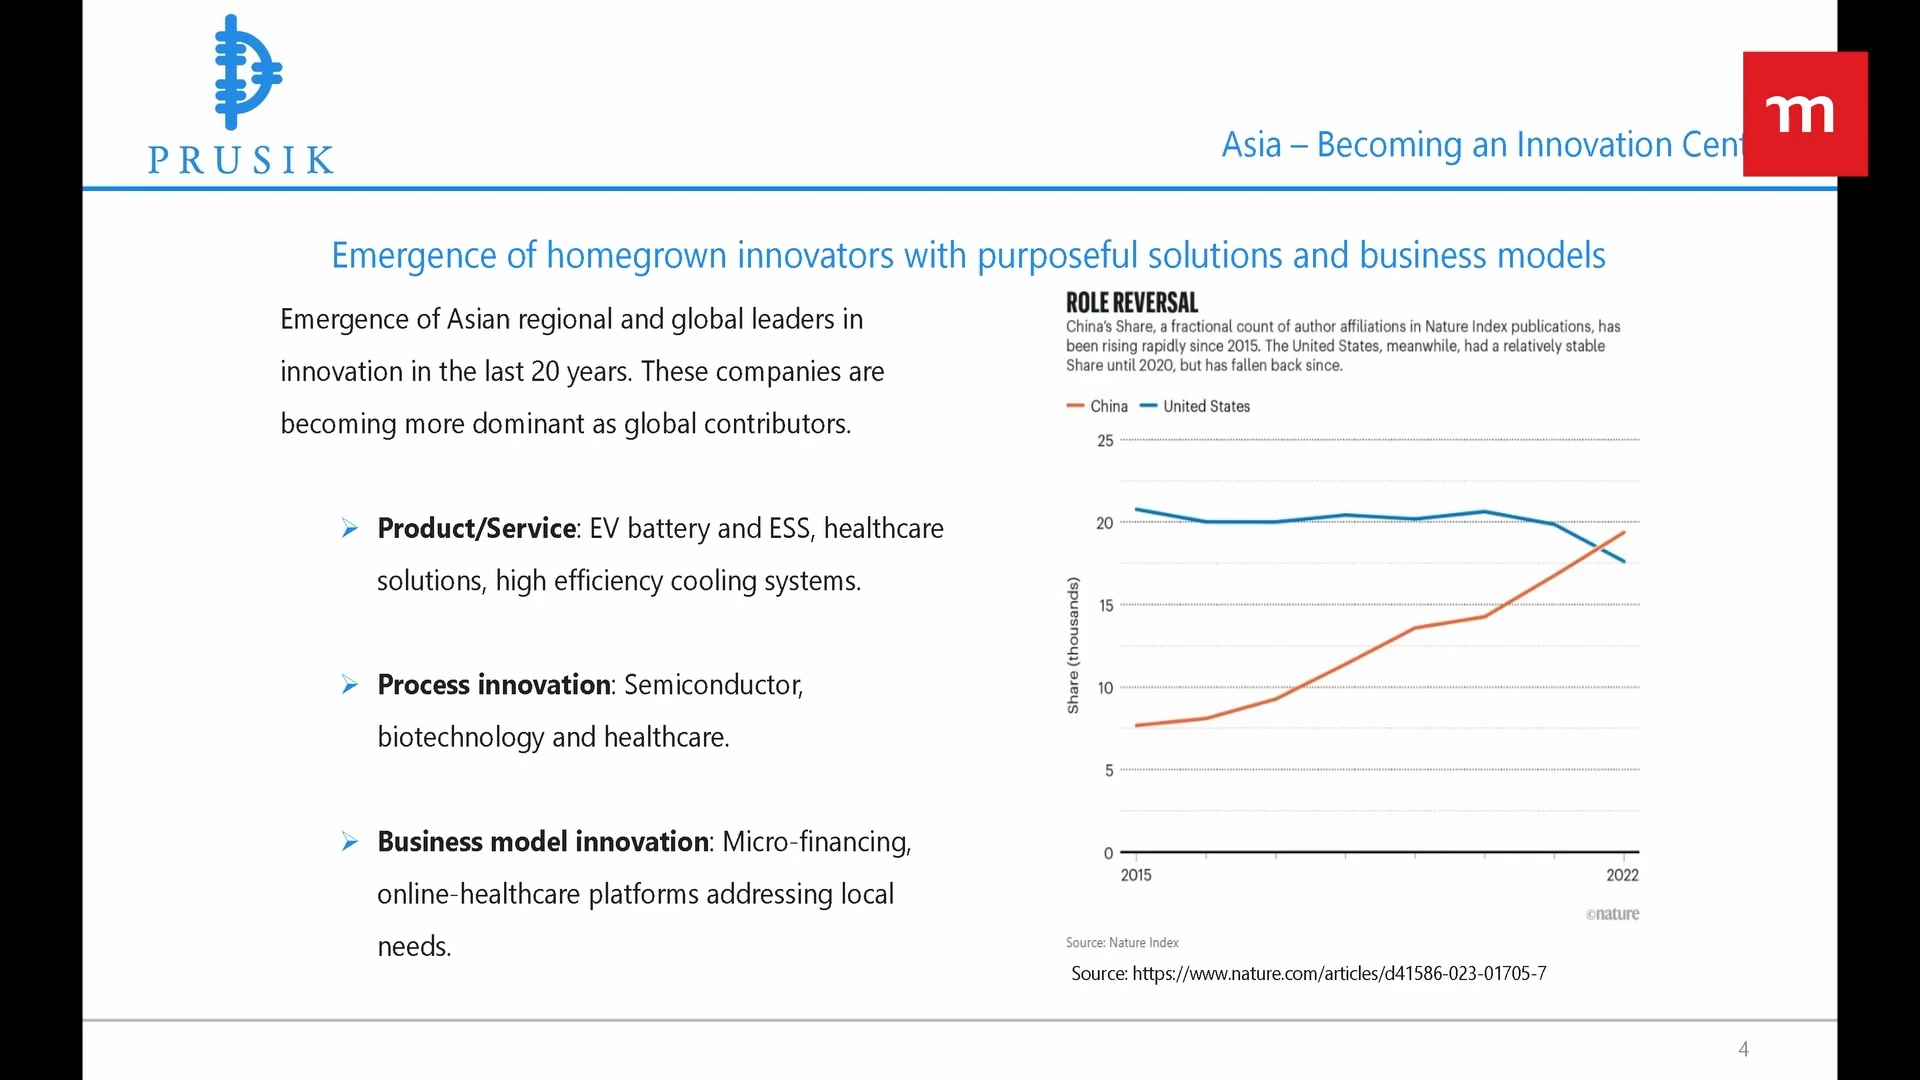 PRUSIK
m
Asia – Becoming an Innovation Cent
Emergence of homegrown innovators with purposeful solutions and business models
Emergence of Asian regional and global leaders in
innovation in the last 20 years. These companies are
becoming more dominant as global contributors.
➢ Product/Service: EV battery and ESS, healthcare
solutions, high efficiency cooling systems.
➢ Process innovation: Semiconductor,
biotechnology and healthcare.
➢ Business model innovation: Micro-financing,
online-healthcare platforms addressing local
needs.
ROLE REVERSAL
China's Share, a fractional count of author affiliations in Nature Index publications, has
been rising rapidly since 2015. The United States, meanwhile, had a relatively stable
Share until 2020, but has fallen back since.
China United States
25
20
15
10
5
0
Share (thousands)
2015 2022
©nature
Source: Nature Index
Source: https://www.nature.com/articles/d41586-023-01705-7
4